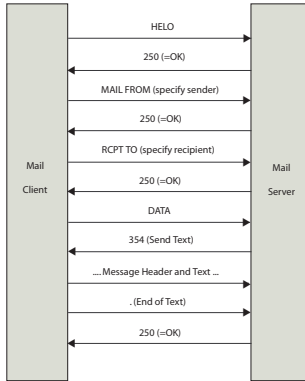 HELO
250 (=OK)
MAIL FROM (specify sender)
250 (=OK)
RCPT TO (specify recipient)
250 (=OK)
DATA
354 (Send Text)
.... Message Header and Text ...
. (End of Text)
250 (=OK)
Mail
Client
Mail
Server